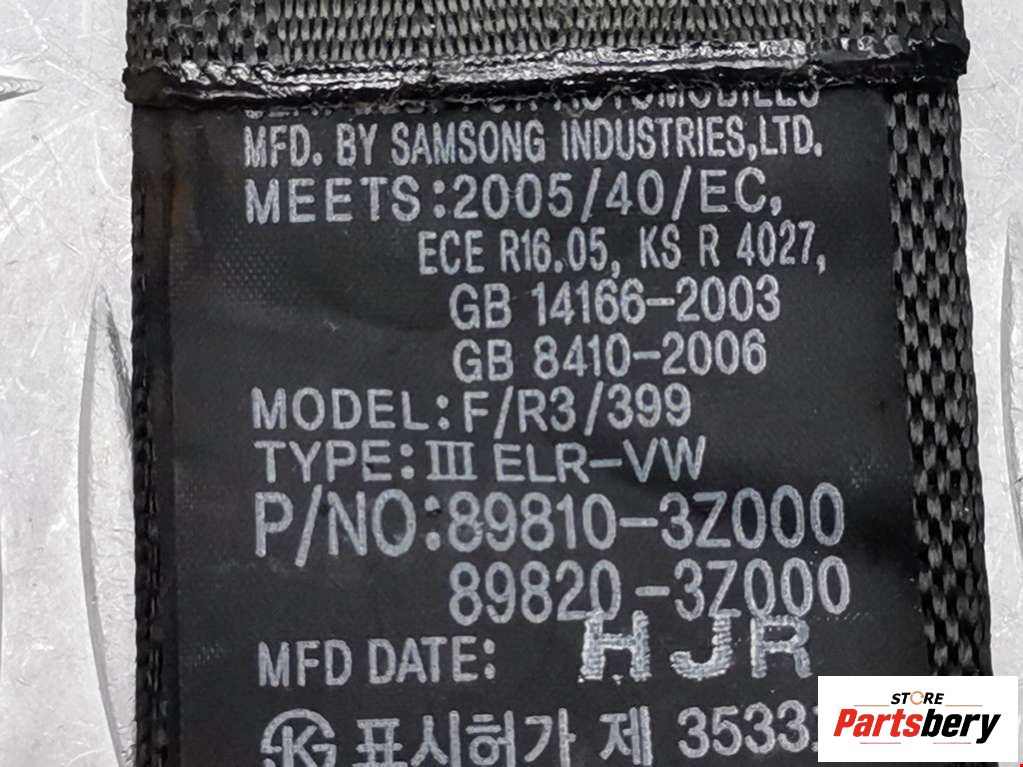 AUTOMOBILES
MFD. BY SAMSONG INDUSTRIES,LTD.
MEETS:2005/40/EC,
ECE R16.05, KS R 4027,
GB 14166-2003
GB 8410-2006
MODEL:F/R3/399
TYPE:III ELR-VW
P/NO:89810-3Z000
89820-3Z000
MFD DATE: HJR
표시허가 제 3533
STORE
Partsbery